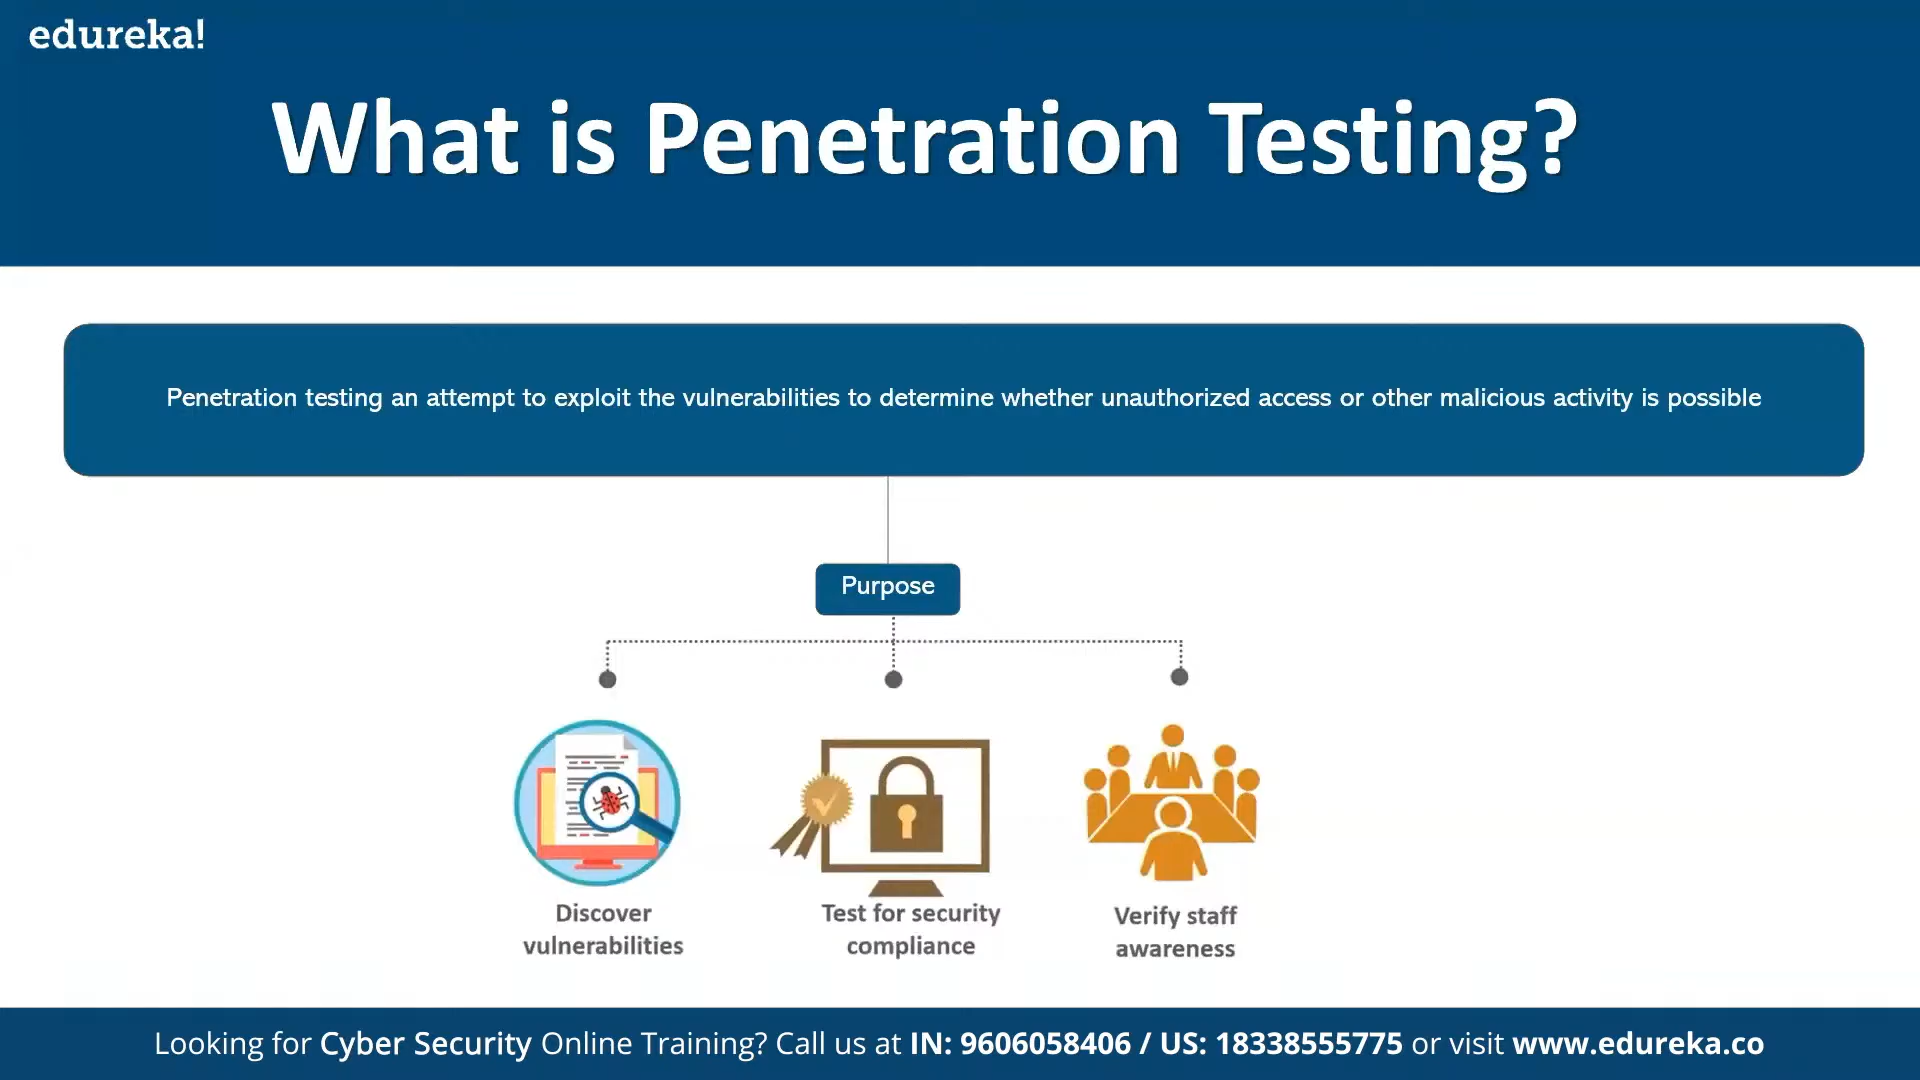 edureka!
What is Penetration Testing?
Penetration testing an attempt to exploit the vulnerabilities to determine whether unauthorized access or other malicious activity is possible
Purpose
Discover
vulnerabilities
Test for security
compliance
Verify staff
awareness
Looking for Cyber Security Online Training? Call us at IN: 9606058406 / US: 18338555775 or visit www.edureka.co